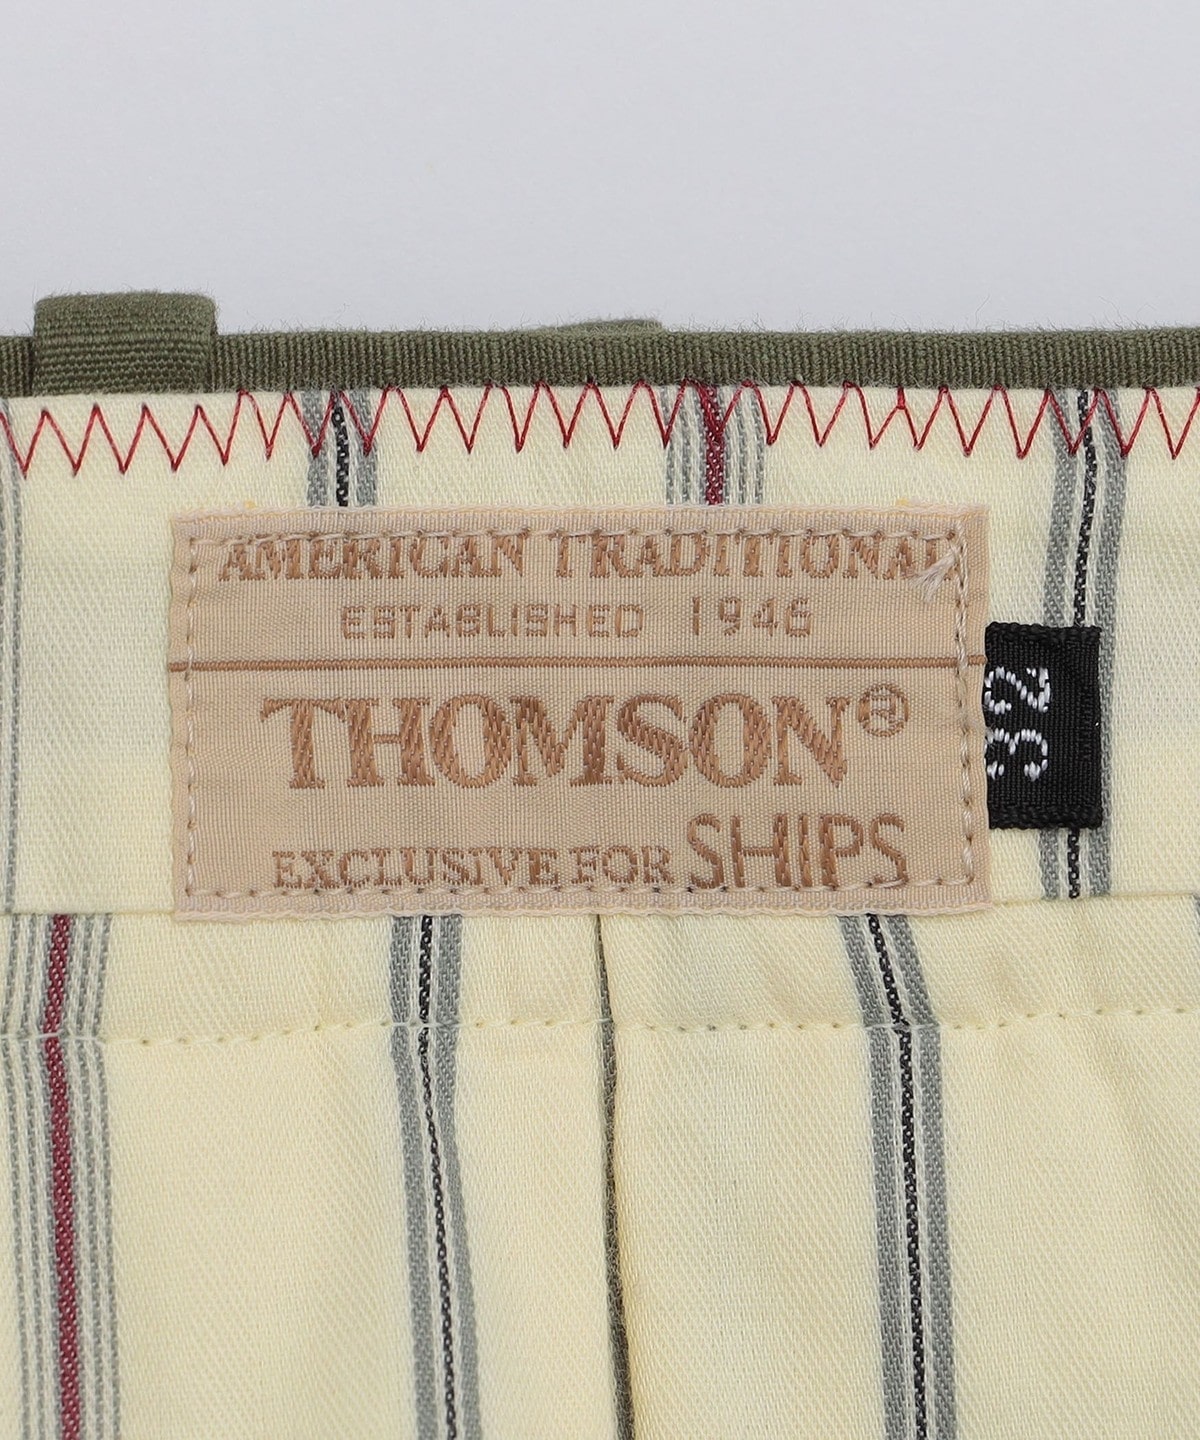 AMERICAN TRADITIONAL
ESTABLISHED 1946
THOMSON®
EXCLUSIVE FOR SHIPS
32